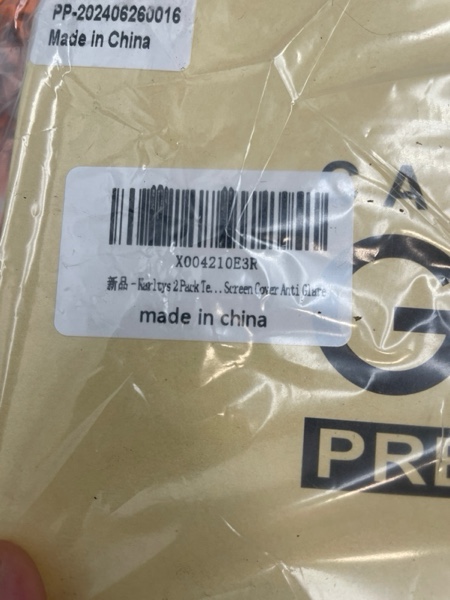 PP-202406260016
Made in China
X004210E3R
新品 - Karltys 2 Pack Te... Screen Cover Anti Glare
made in china
S A
G
PRE